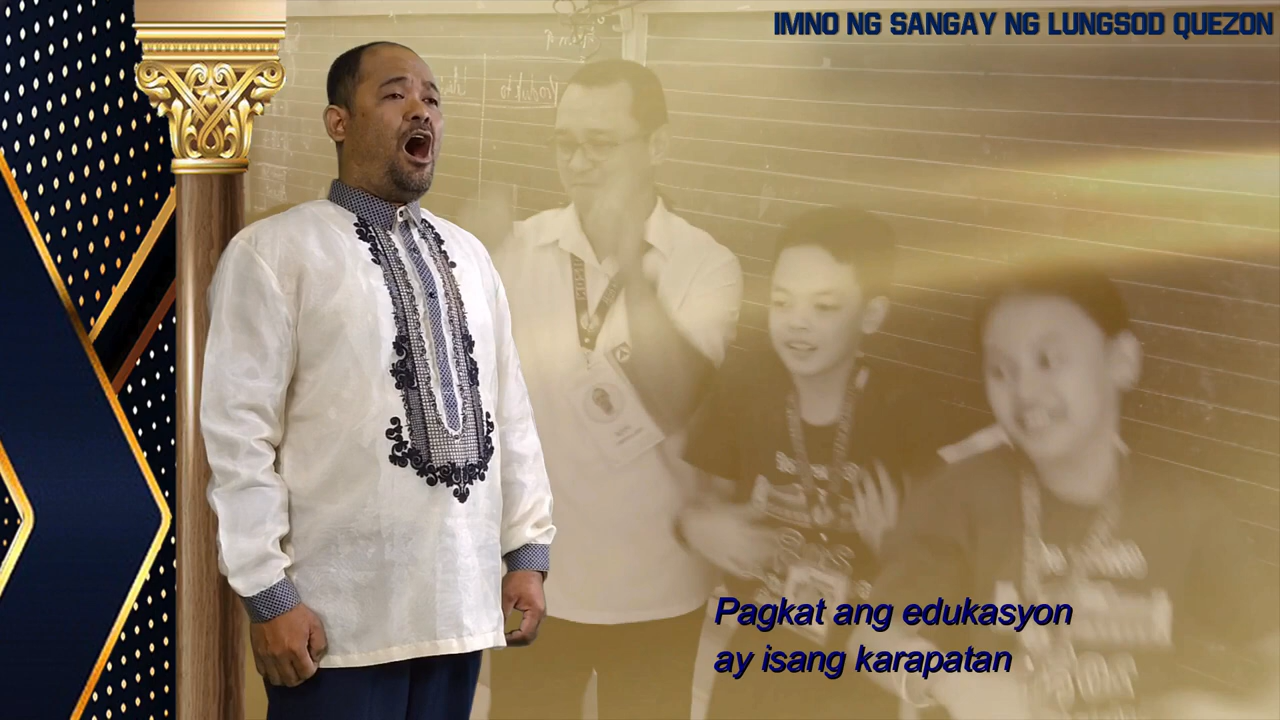 IMNO NG SANGAY NG LUNGSOD QUEZON
Pagkat ang edukasyon
ay isang karapatan